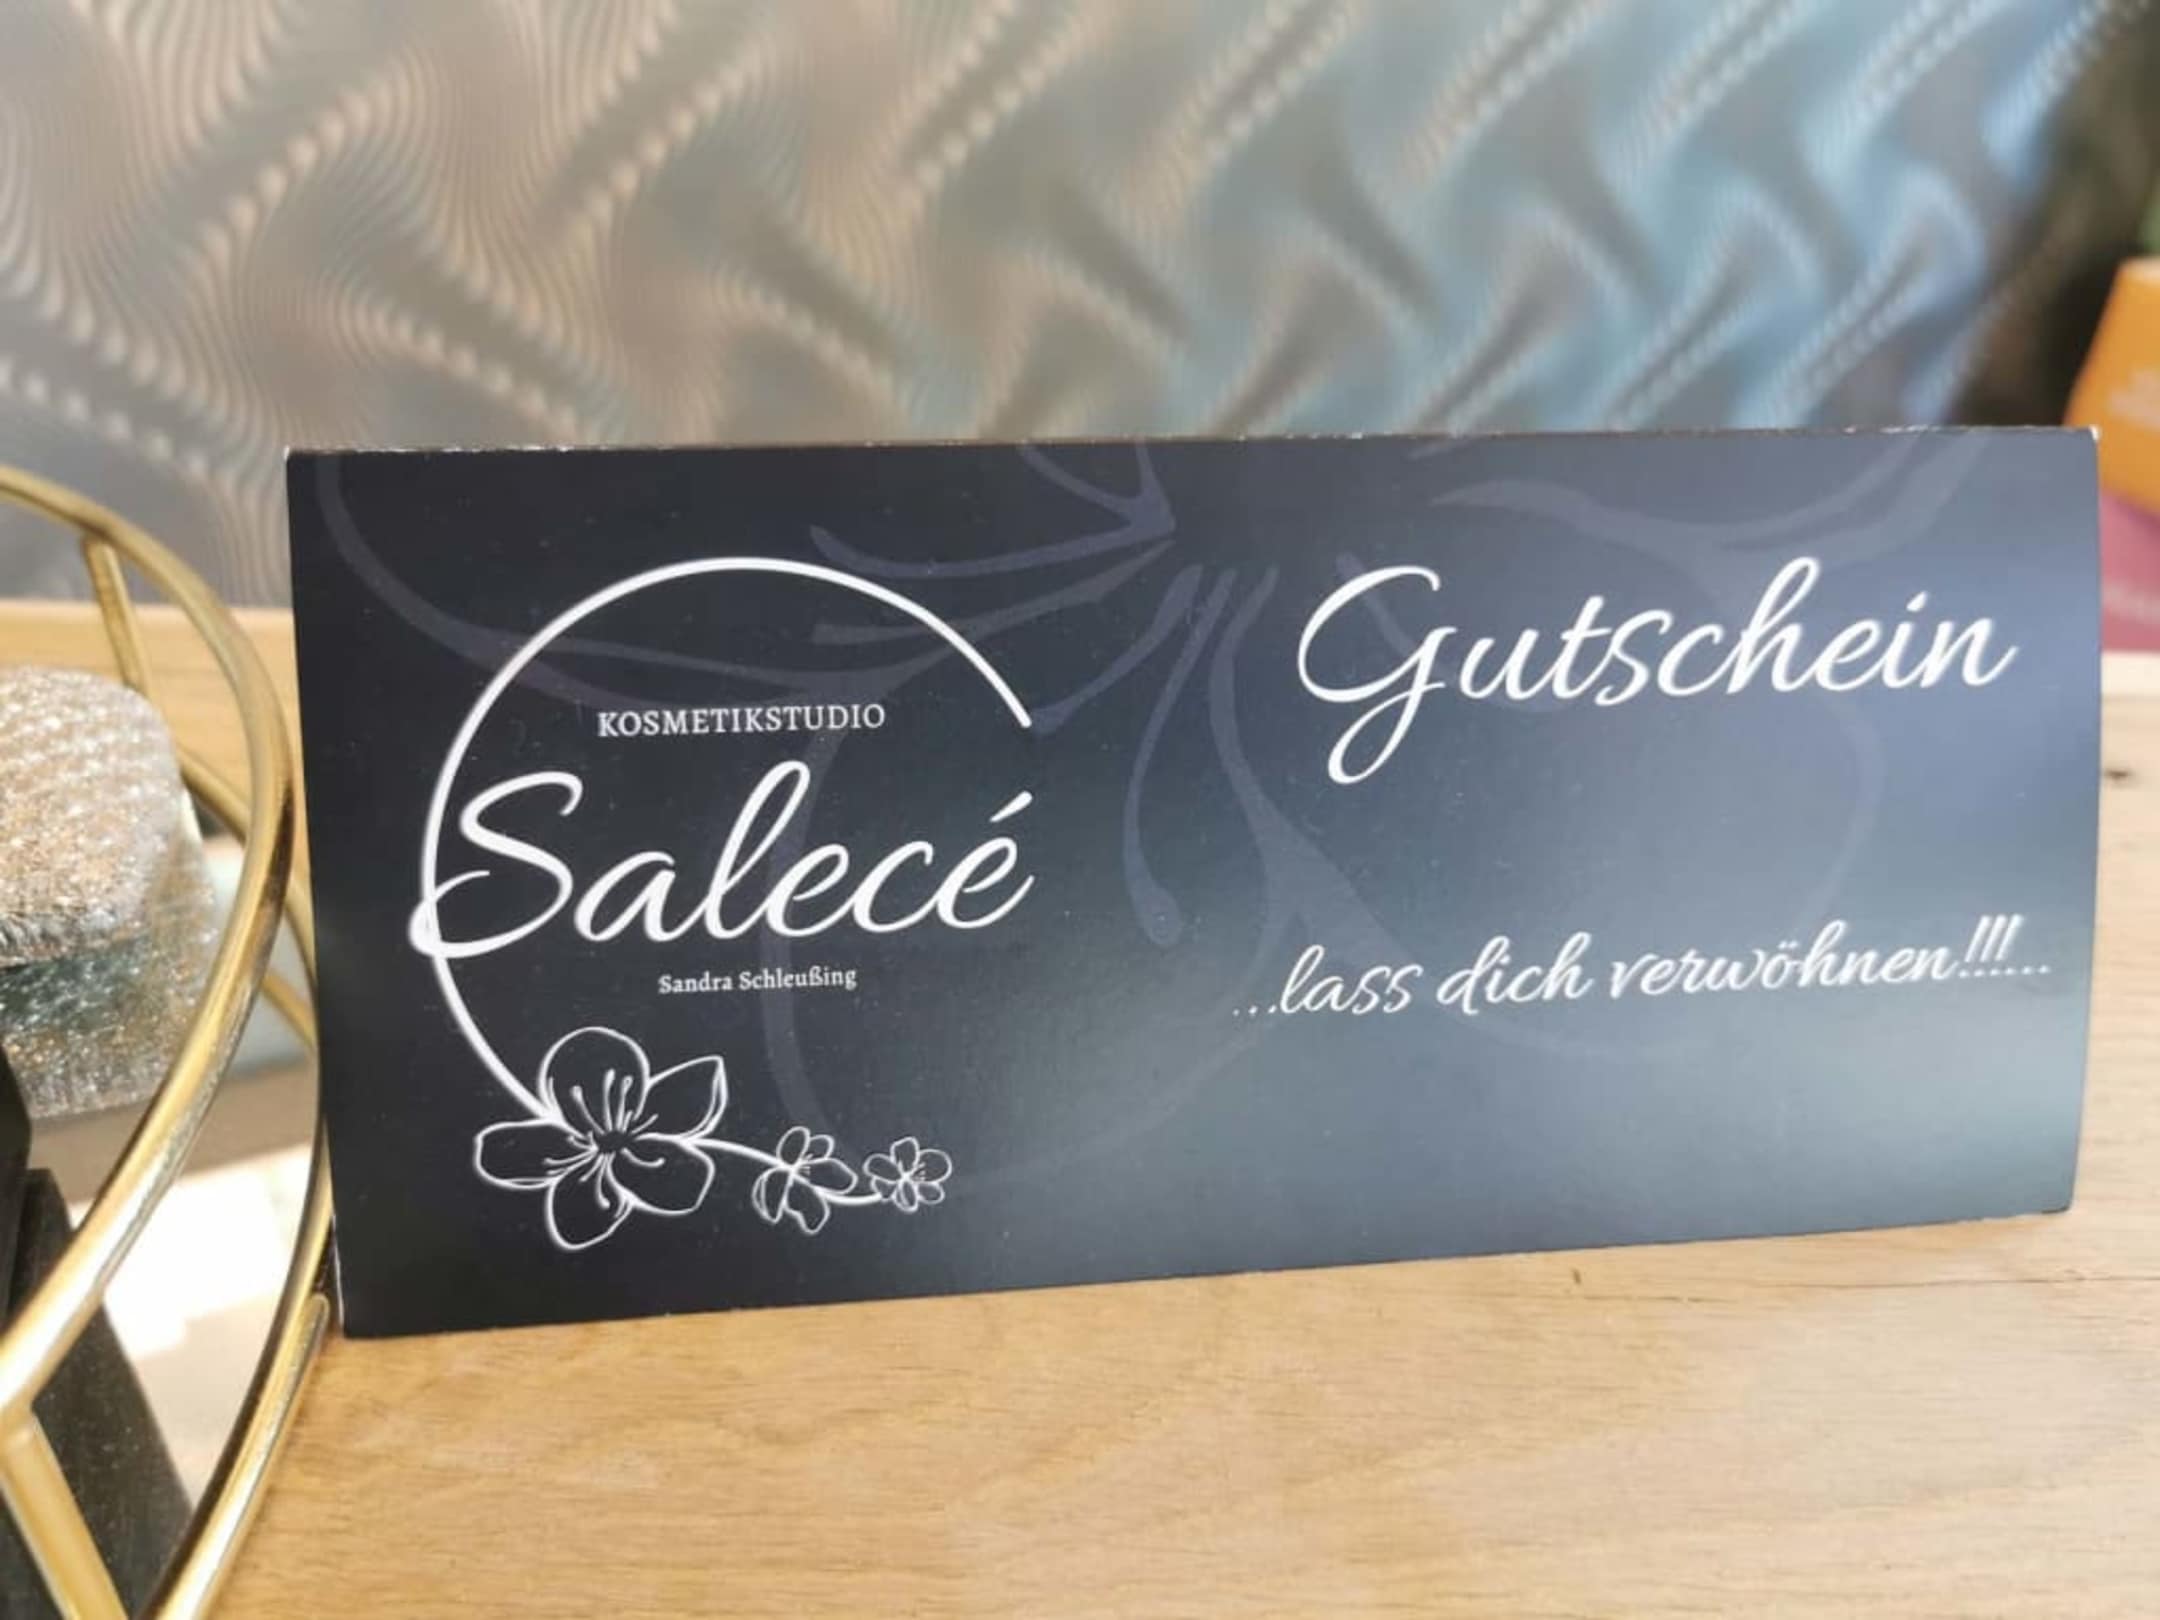 KOSMETIKSTUDIO
Salecé
Sandra Schleußing
Gutschein
...lass dich verwöhnen!!!......